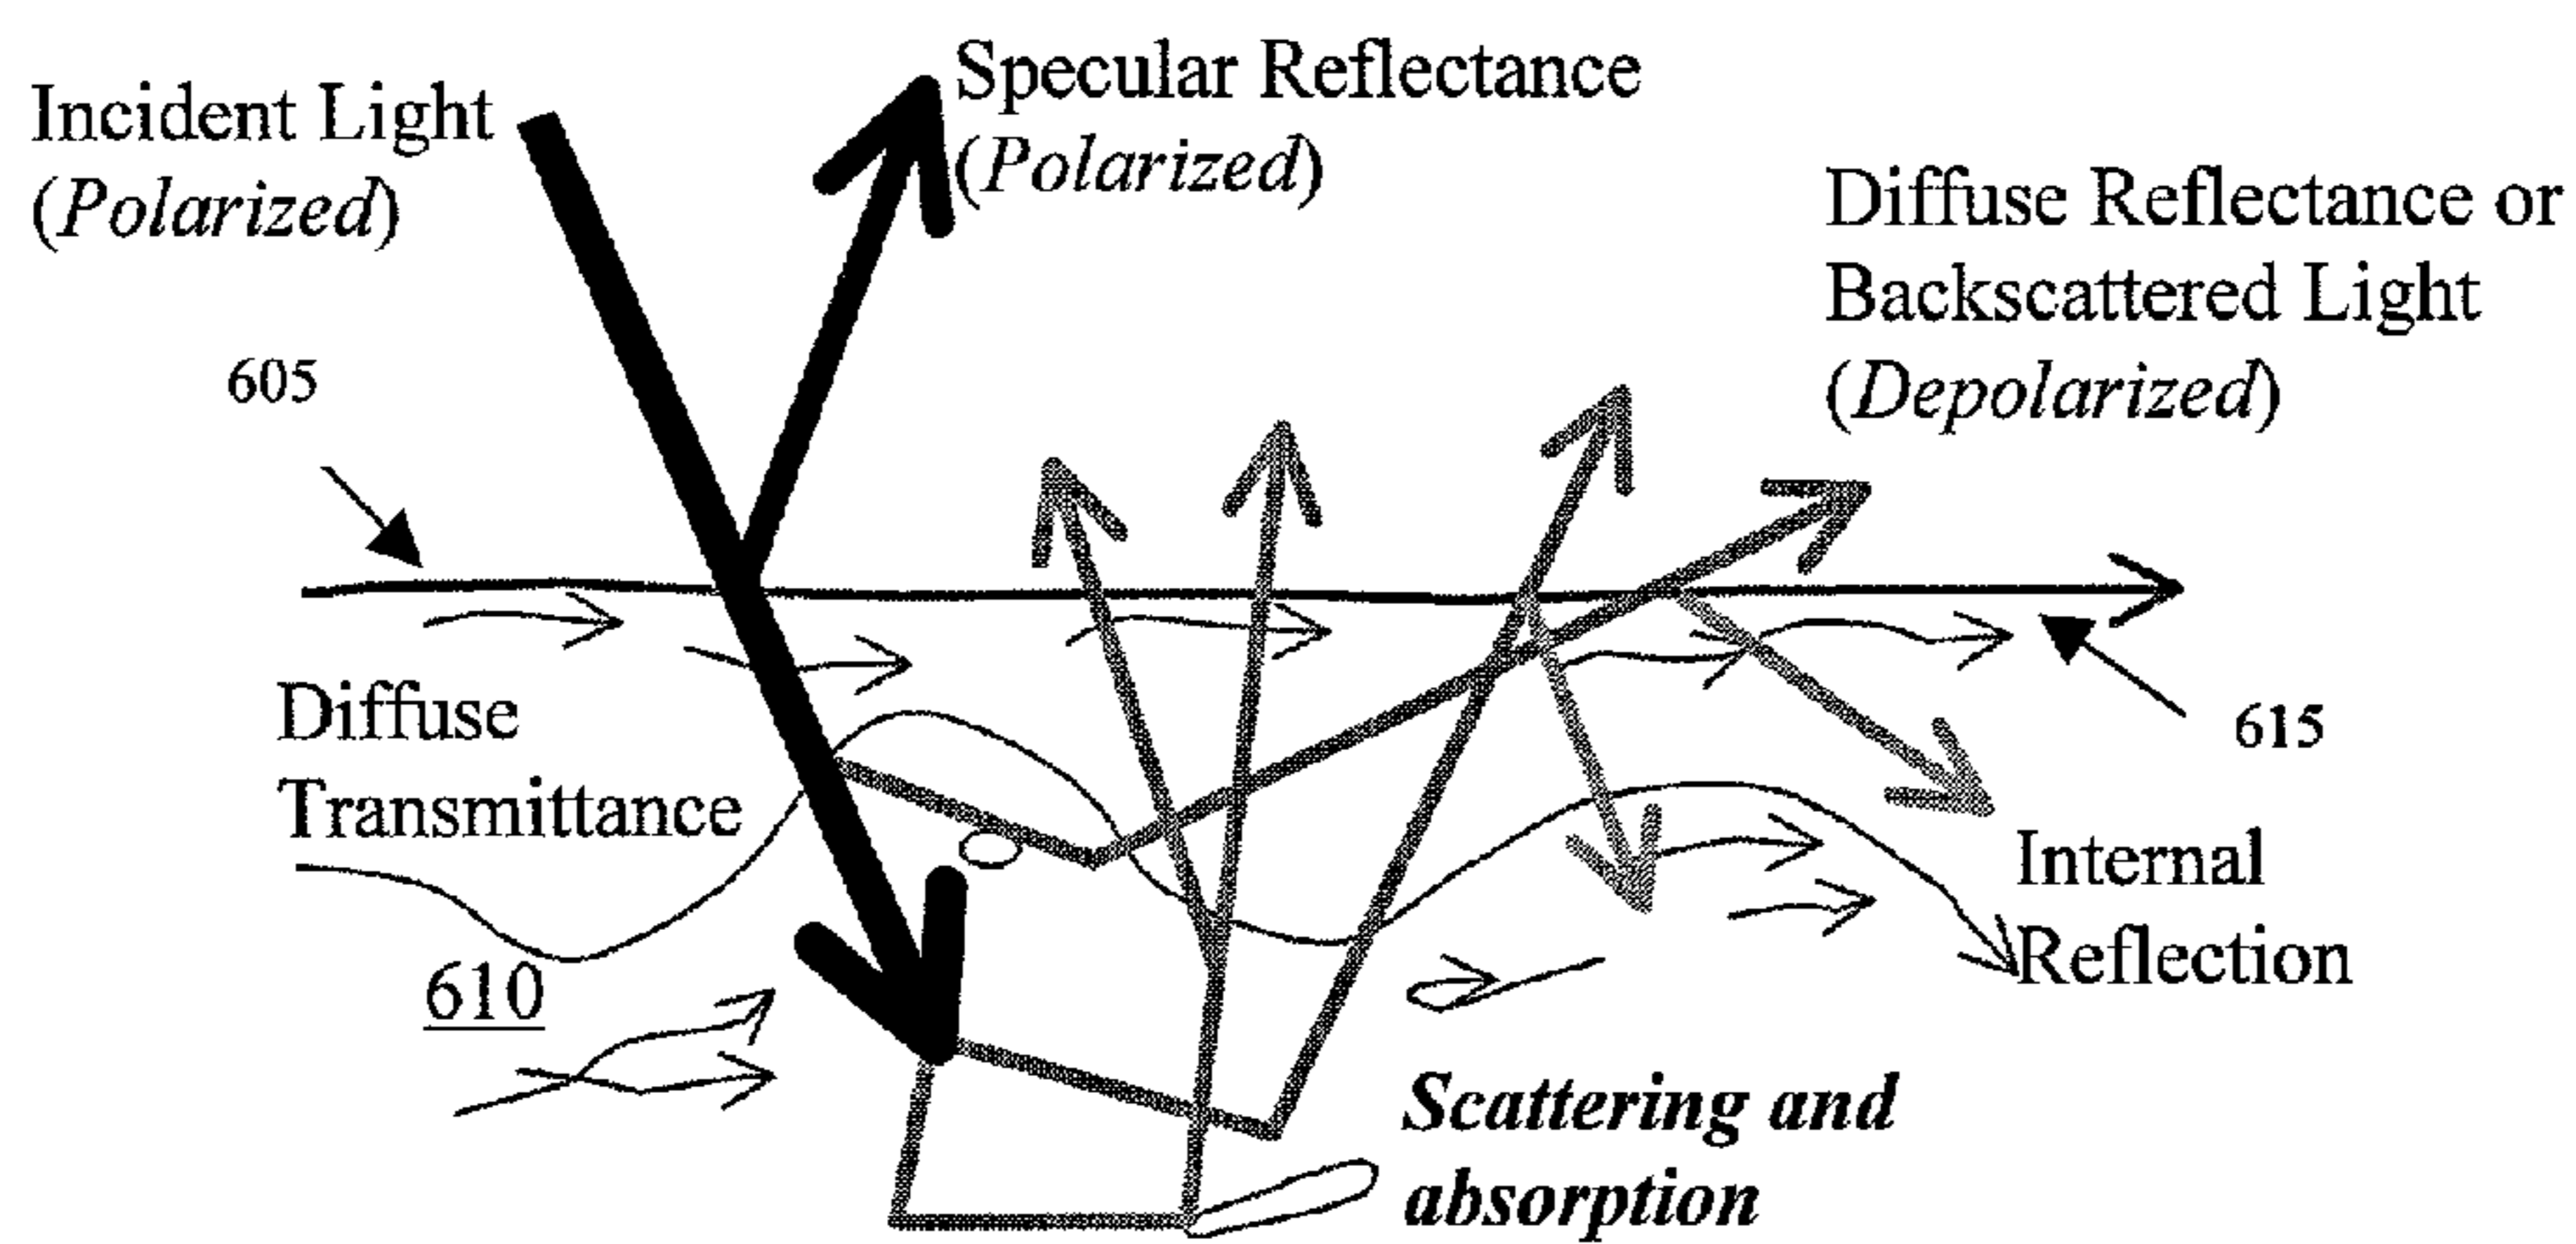 Incident Light
(Polarized)
Specular Reflectance
(Polarized)
Diffuse Reflectance or
Backscattered Light
(Depolarized)
605
615
Diffuse
Transmittance
610
Internal
Reflection
Scattering and
absorption